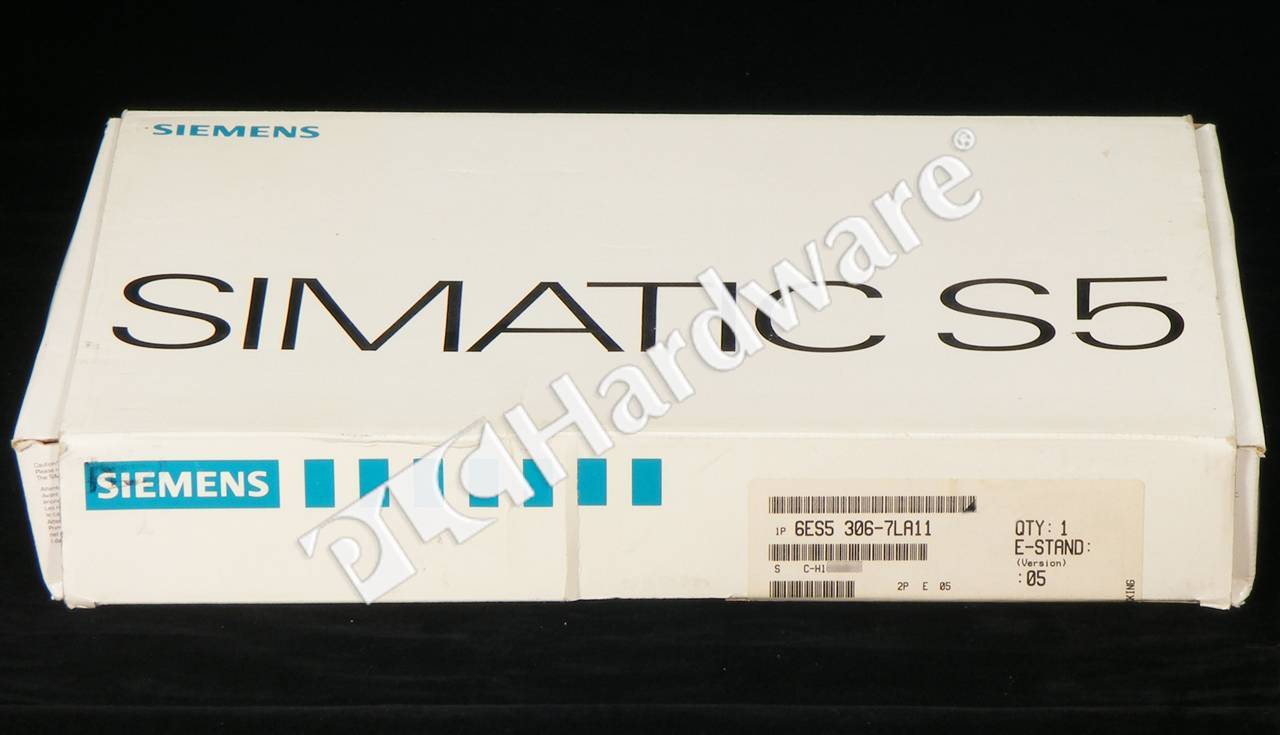 SIEMENS
SIMATIC S5
PLCHardware®
SIEMENS
1P 6ES5 306-7LA11
S C-H1
2P E 05
QTY: 1
E-STAND:
(Version)
:05